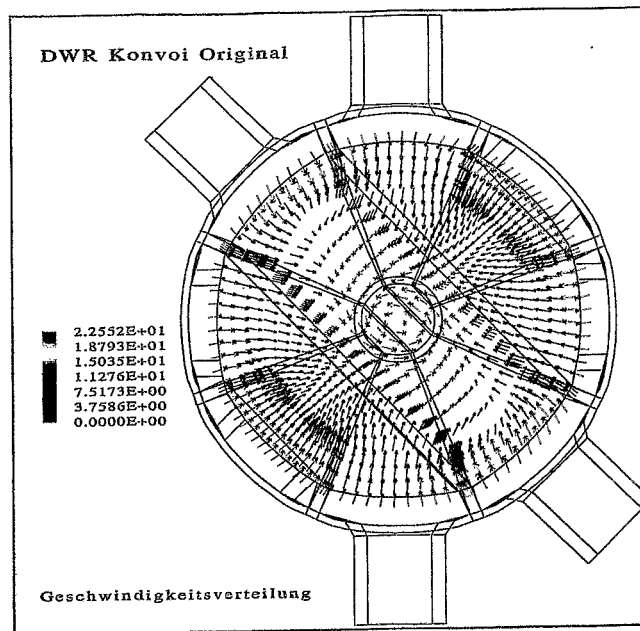 DWR Konvoi Original
2.2552E+01
1.8793E+01
1.5035E+01
1.1276E+01
7.5173E+00
3.7586E+00
0.0000E+00
Geschwindigkeitsverteilung